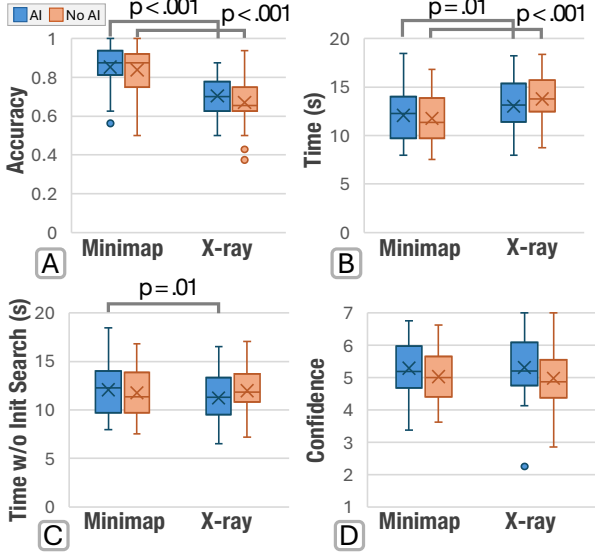 AI No AI
p<.001
p<.001
Accuracy
1
0.8
0.6
0.4
0.2
0
Minimap X-ray
A
p=.01
p<.001
Time (s)
20
15
10
5
0
Minimap X-ray
B
p=.01
Time w/o Init Search (s)
20
15
10
5
0
Minimap X-ray
C
Confidence
7
6
5
4
3
2
1
Minimap X-ray
D